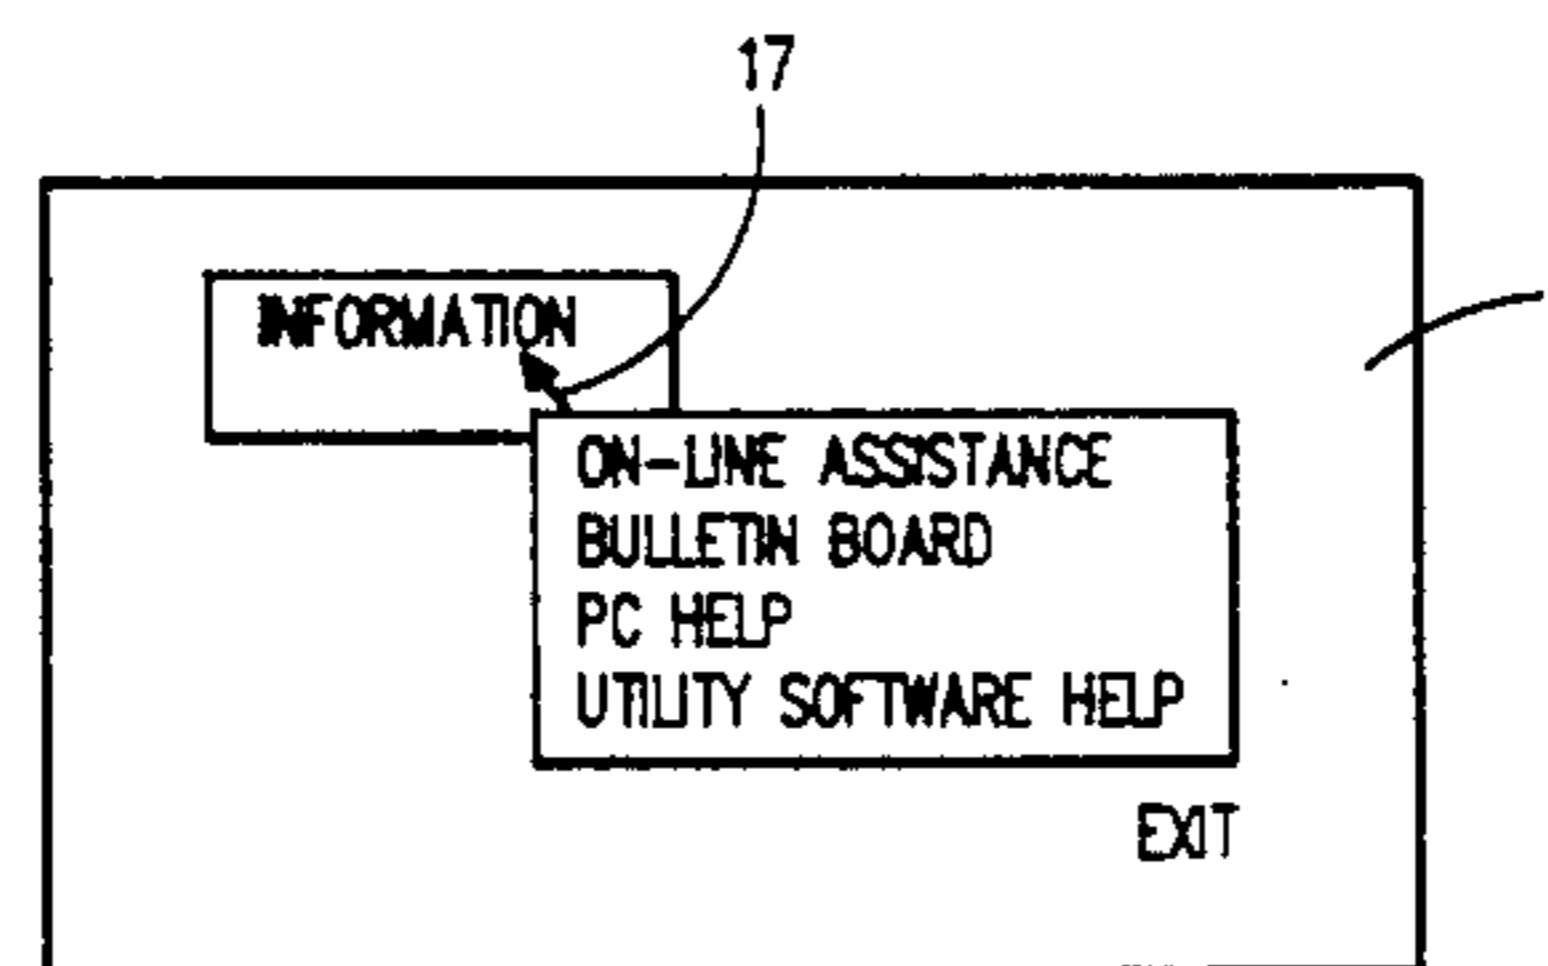 17
INFORMATION
ON-LINE ASSISTANCE
BULLETIN BOARD
PC HELP
UTILITY SOFTWARE HELP
EXIT